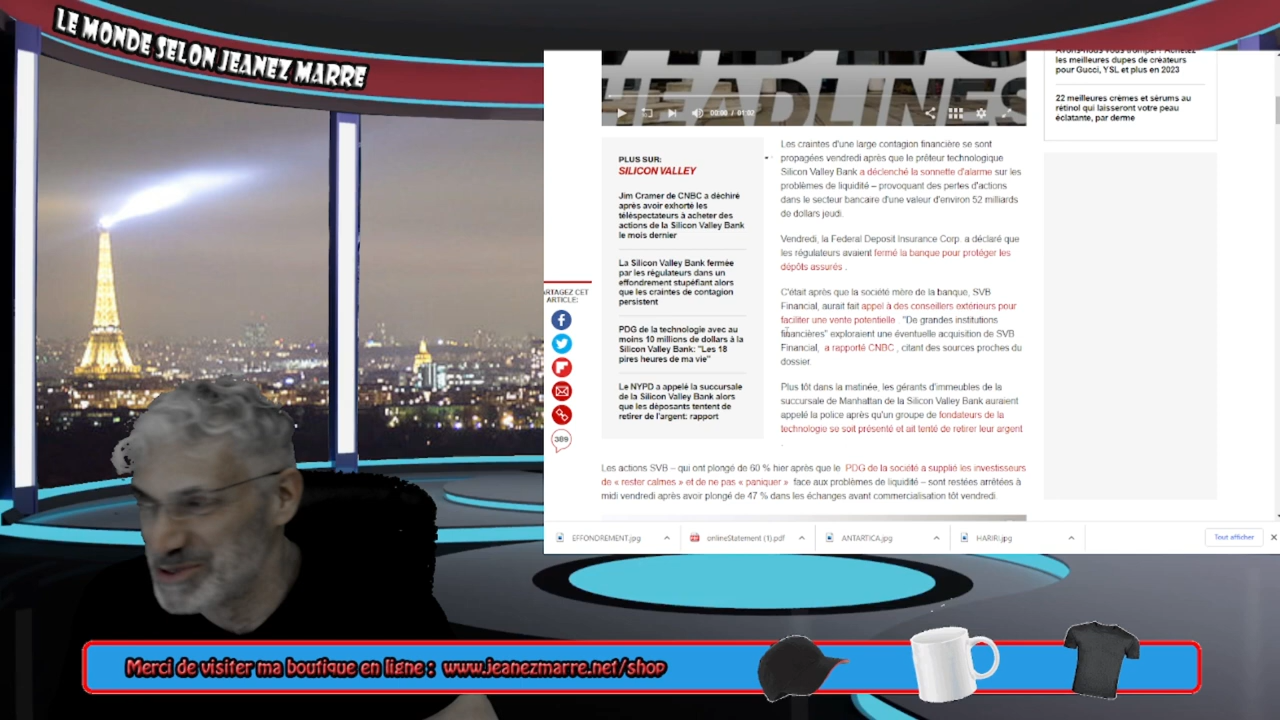 LE MONDE SELON JEANEZ MARRE
HEADLINES
00:00 / 01:02
les meilleures dupes de créateurs
pour Gucci, YSL et plus en 2023
22 meilleures crèmes et sérums au
rétinol qui laisseront votre peau
éclatante, par derme
PLUS SUR:
SILICON VALLEY
Jim Cramer de CNBC a déchiré
après avoir exhorté les
téléspectateurs à acheter des
actions de la Silicon Valley Bank
le mois dernier
La Silicon Valley Bank fermée
par les régulateurs dans un
effondrement stupéfiant alors
que les craintes de contagion
persistent
PDG de la technologie avec au
moins 10 millions de dollars à la
Silicon Valley Bank: "Les 18
pires heures de ma vie"
Le NYPD a appelé la succursale
de la Silicon Valley Bank alors
que les déposants tentent de
retirer de l'argent: rapport
ARTAGEZ CET
ARTICLE:
389
Les craintes d'une large contagion financière se sont
propagées vendredi après que le prêteur technologique
Silicon Valley Bank a déclenché la sonnette d'alarme sur les
problèmes de liquidité – provoquant des pertes d'actions
dans le secteur bancaire d'une valeur d'environ 52 milliards
de dollars jeudi.
Vendredi, la Federal Deposit Insurance Corp. a déclaré que
les régulateurs avaient fermé la banque pour protéger les
dépôts assurés .
C'était après que la société mère de la banque, SVB
Financial, aurait fait appel à des conseillers extérieurs pour
faciliter une vente potentielle "De grandes institutions
financières" exploraient une éventuelle acquisition de SVB
Financial, a rapporté CNBC , citant des sources proches du
dossier.
Plus tôt dans la matinée, les gérants d'immeubles de la
succursale de Manhattan de la Silicon Valley Bank auraient
appelé la police après qu'un groupe de fondateurs de la
technologie se soit présenté et ait tenté de retirer leur argent
.
Les actions SVB – qui ont plongé de 60 % hier après que le PDG de la société a supplié les investisseurs
de « rester calmes » et de ne pas « paniquer » face aux problèmes de liquidité – sont restées arrêtées à
midi vendredi après avoir plongé de 47 % dans les échanges avant commercialisation tôt vendredi.
EFFONDREMENT.jpg
onlineStatement (1).pdf
ANTARTICA.jpg
HARIRI.jpg
Tout afficher
Merci de visiter ma boutique en ligne : www.jeanezmarre.net/shop